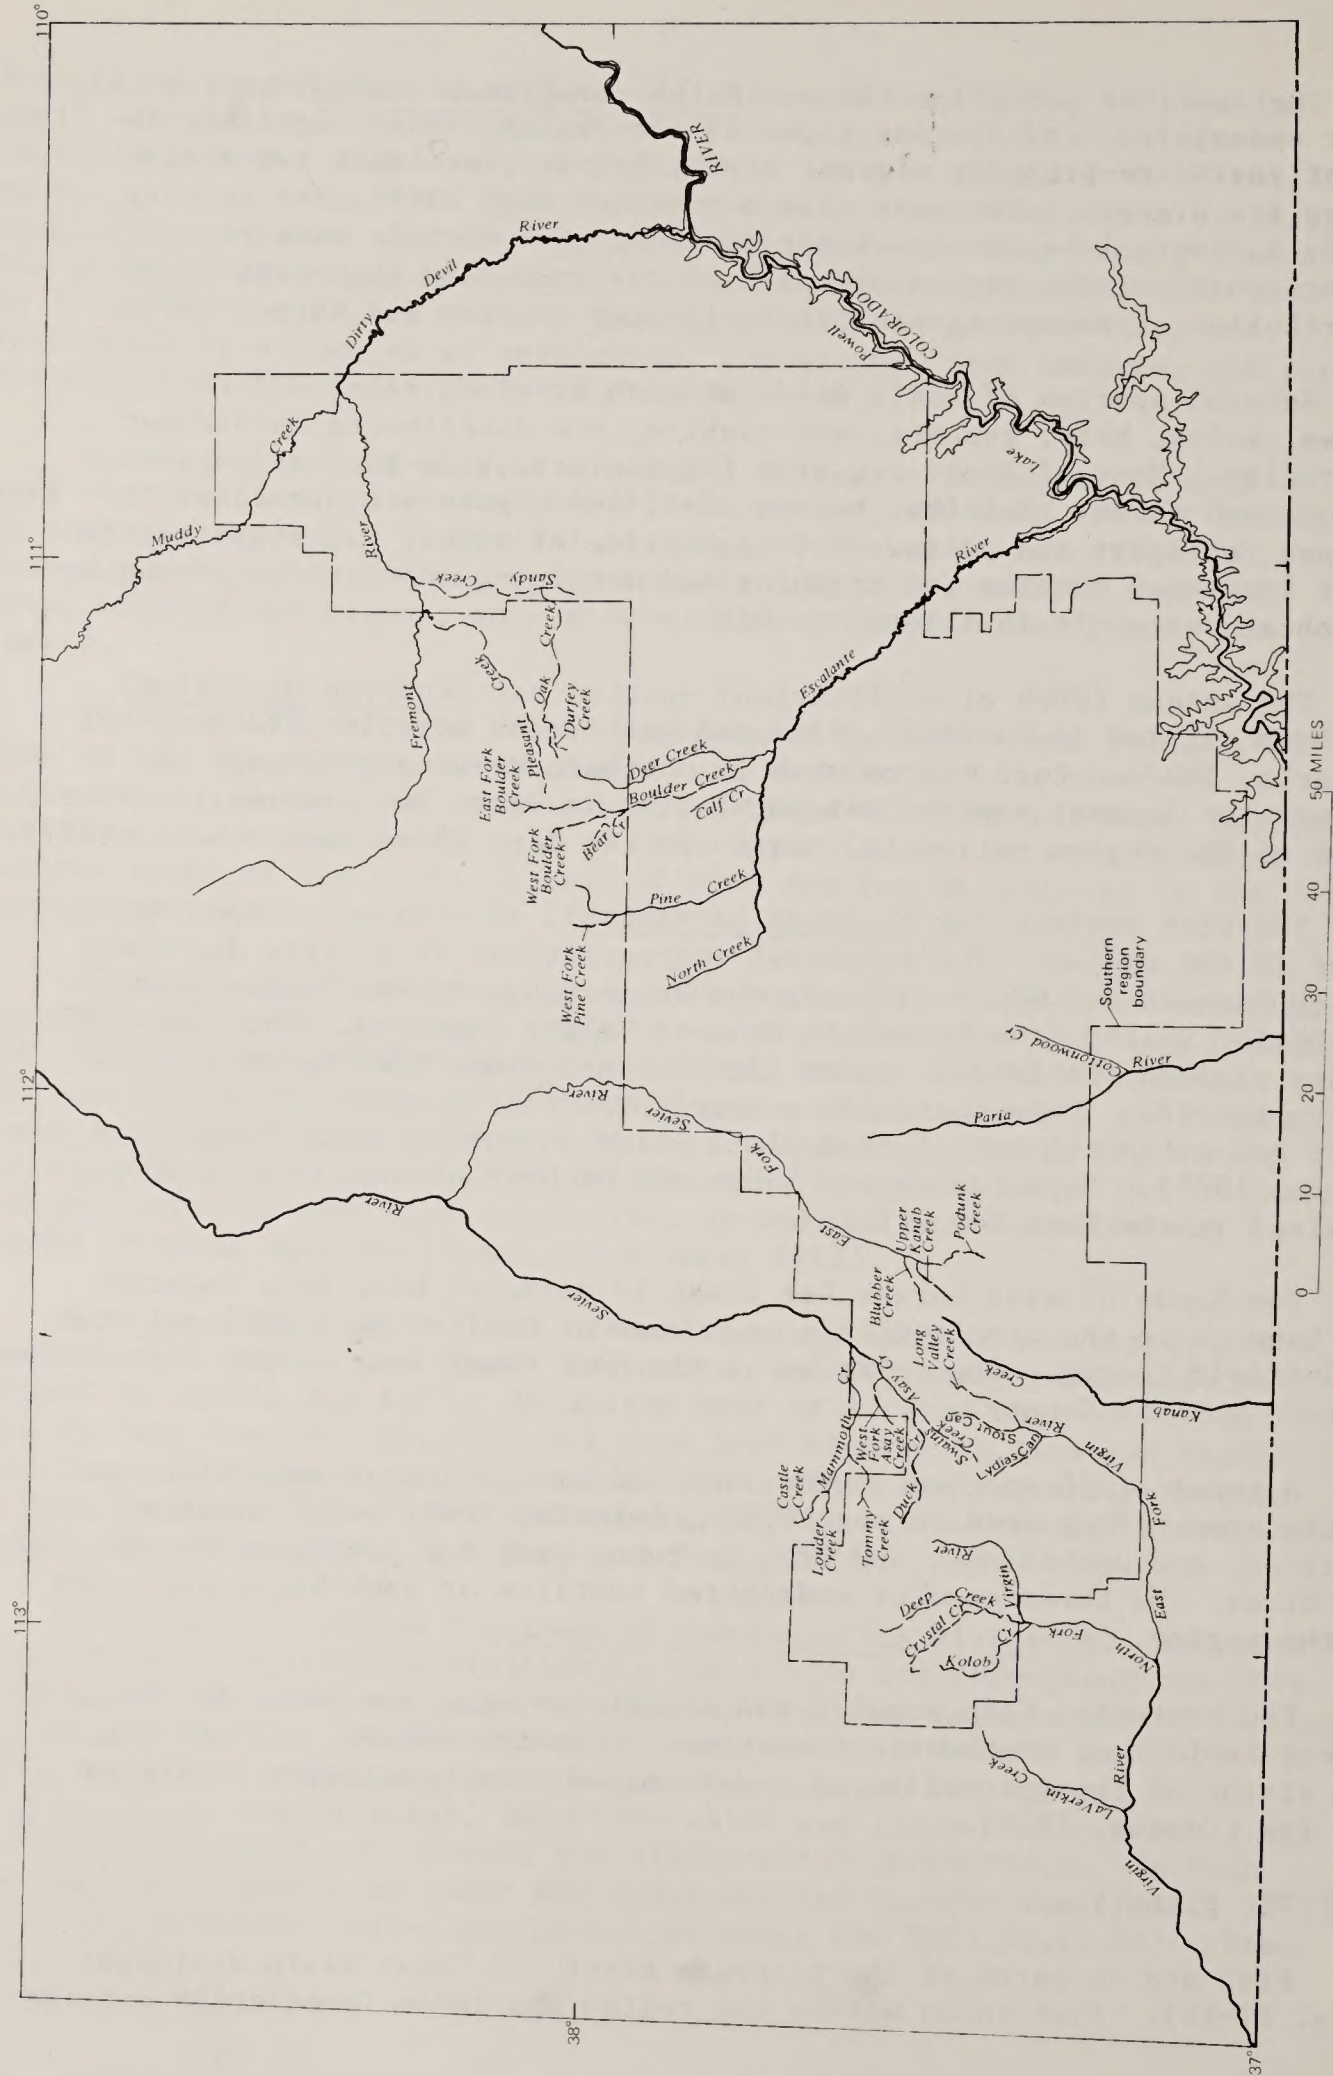 113°
112°
111°
110°
38°
37°
Muddy
Creek
Dirty
Devil
River
RIVER
COLORADO
Powell
Lake
Fremont
River
Sandy
Creek
Pleasant
Creek
Oak
Creek
Durfey
Creek
East Fork
Boulder
Creek
West Fork
Boulder
Creek
Bear
Cr
Deer Creek
Boulder Creek
Calf Cr
Pine
Creek
West Fork
Pine Creek
North Creek
Escalante
River
Sevier
River
East
Fork
Sevier
River
Blubber
Creek
Upper
Kanab
Creek
Podunk
Creek
Paria
River
Cottonwood Cr
Southern
region
boundary
Castle
Creek
Louder
Creek
Mammoth
Cr
Tommy
Creek
West
Fork
Asay
Creek
Asay
Cr
Duck
Cr
Swains
Creek
Stout Can
Lydias Can
Long
Valley
Creek
Kanab
Creek
East
Fork
Virgin
River
North
Fork
Virgin
River
Deep
Creek
Crystal Cr
Kolob
Cr
LaVerkin
Creek
Virgin
River
0
10
20
30
40
50 MILES